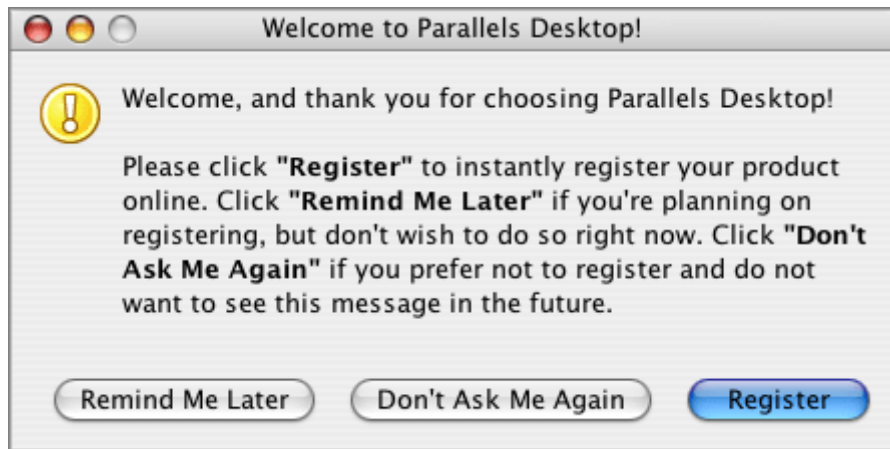 Welcome to Parallels Desktop!
Welcome, and thank you for choosing Parallels Desktop!
Please click "Register" to instantly register your product
online. Click "Remind Me Later" if you're planning on
registering, but don't wish to do so right now. Click "Don't
Ask Me Again" if you prefer not to register and do not
want to see this message in the future.
Remind Me Later
Don't Ask Me Again
Register